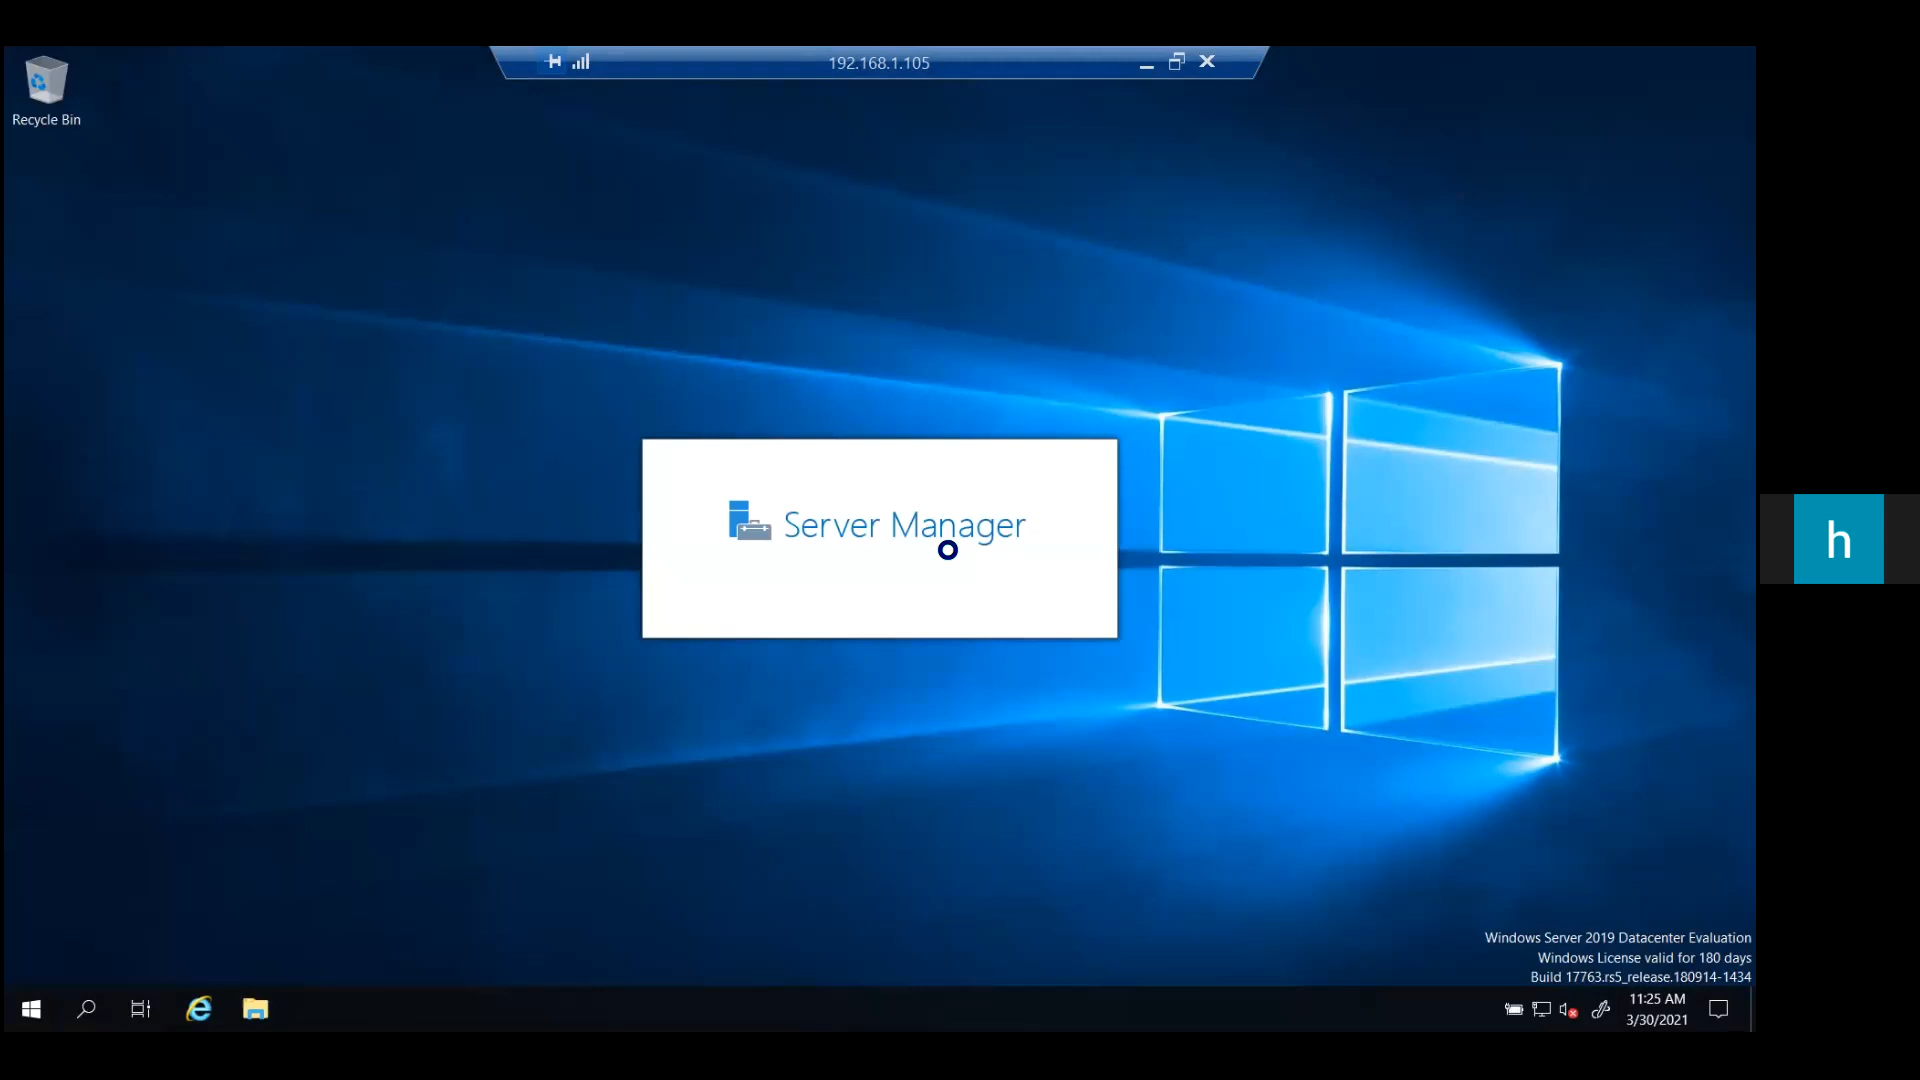 192.168.1.105
Recycle Bin
Server Manager
h
Windows Server 2019 Datacenter Evaluation
Windows License valid for 180 days
Build 17763.rs5_release.180914-1434
11:25 AM
3/30/2021